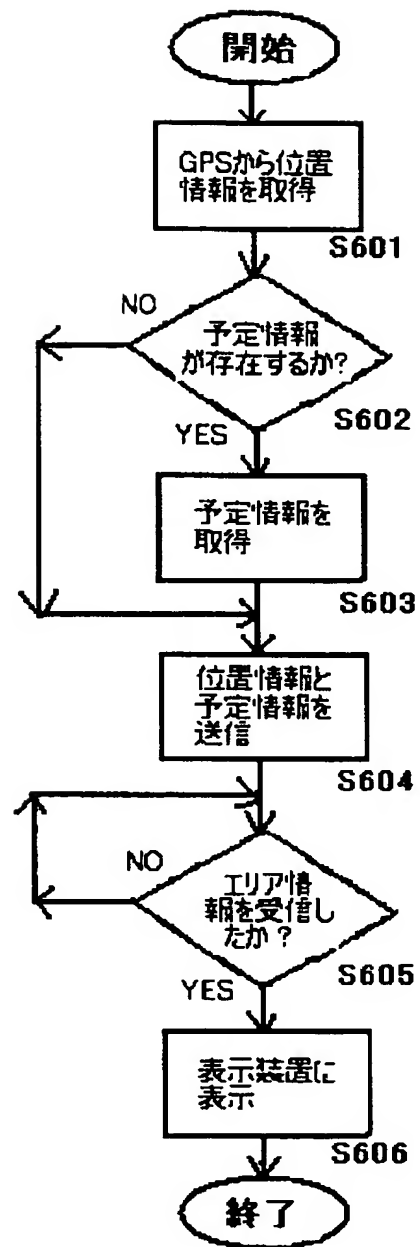 開始
GPSから位置
情報を取得
S601
NO
予定情報
が存在するか?
S602
YES
予定情報を
取得
S603
位置情報と
予定情報を
送信
S604
NO
エリア情
報を受信し
たか?
S605
YES
表示装置に
表示
S606
終了